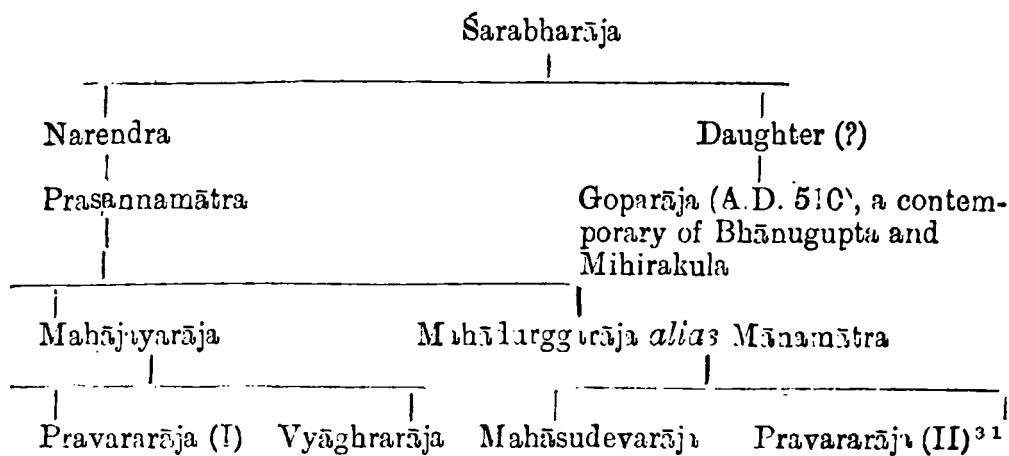 Śarabharāja
Narendra Daughter (?)
Prasannamātra Goparāja (A.D. 510), a contem-
porary of Bhānugupta and
Mihirakula
Mahājayarāja Mahādurggarāja alias Mānamātra
Pravararāja (I) Vyāghrarāja Mahāsudevarāja Pravararāja (II)³¹